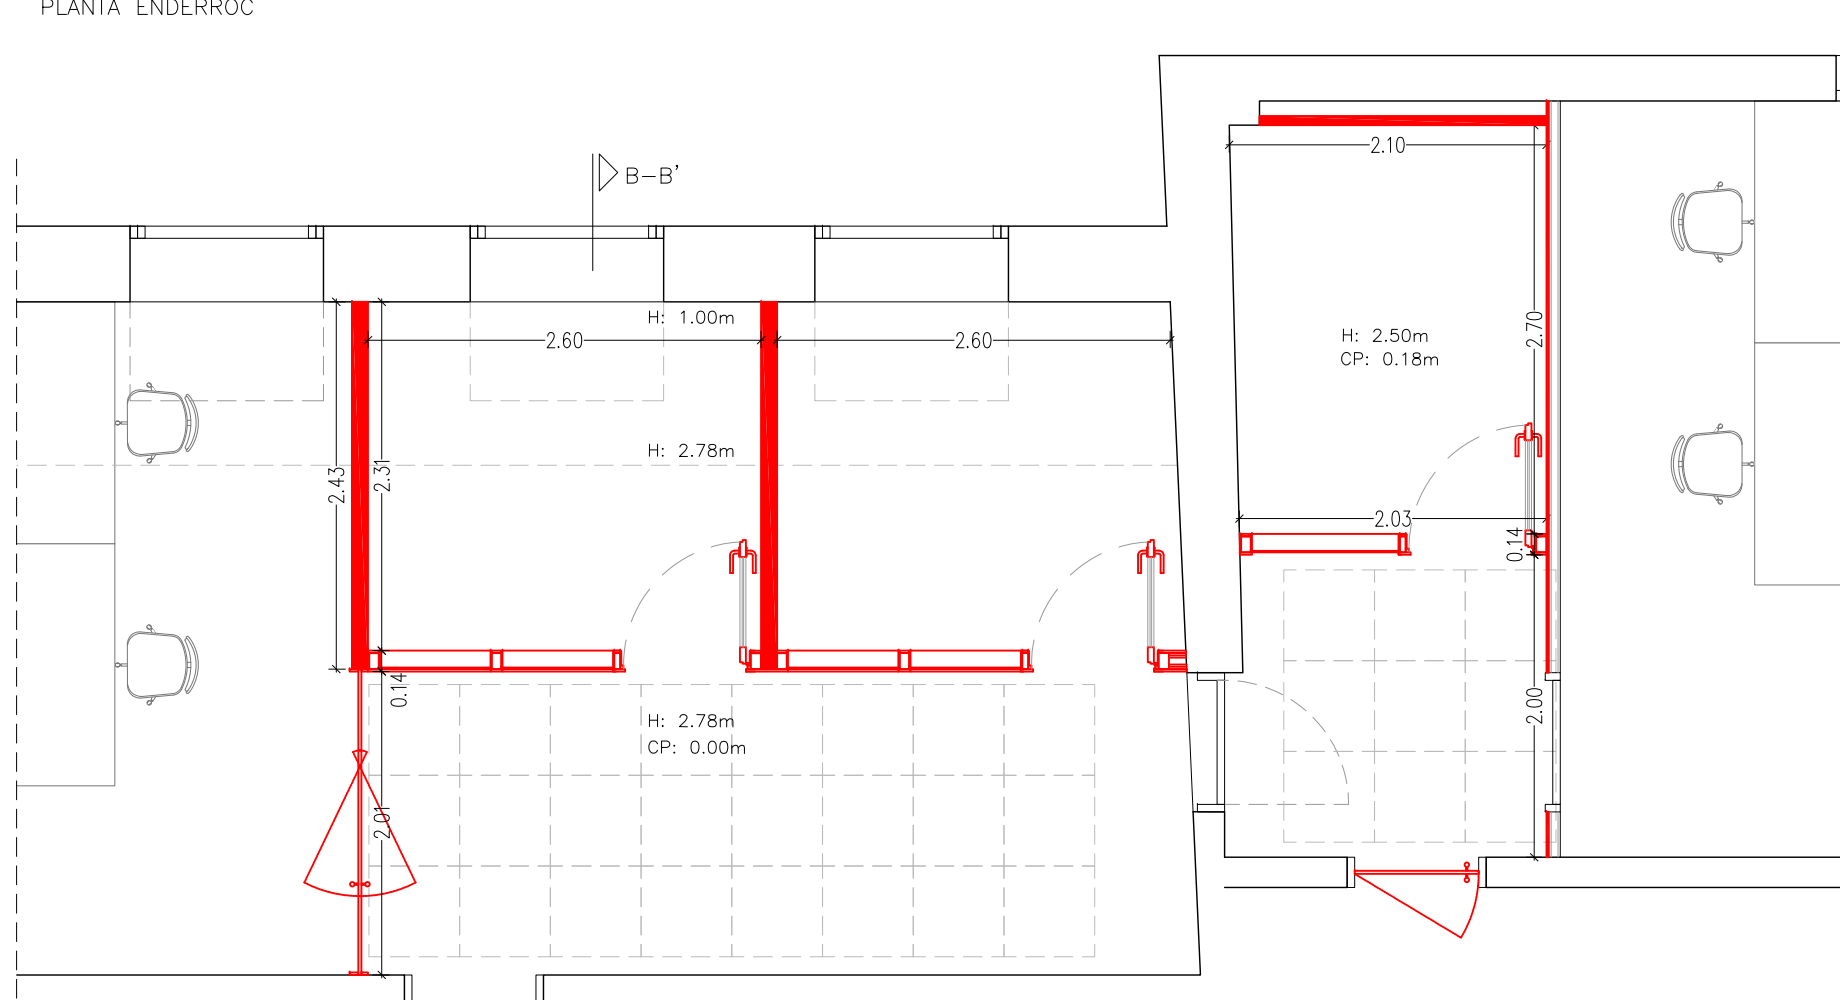 PLANTA ENDERROC
2.10
B-B'
H: 1.00m
2.60
2.60
2.70
H: 2.50m
CP: 0.18m
H: 2.78m
2.43
2.31
2.03
0.14
0.14
H: 2.78m
CP: 0.00m
2.00
2.01